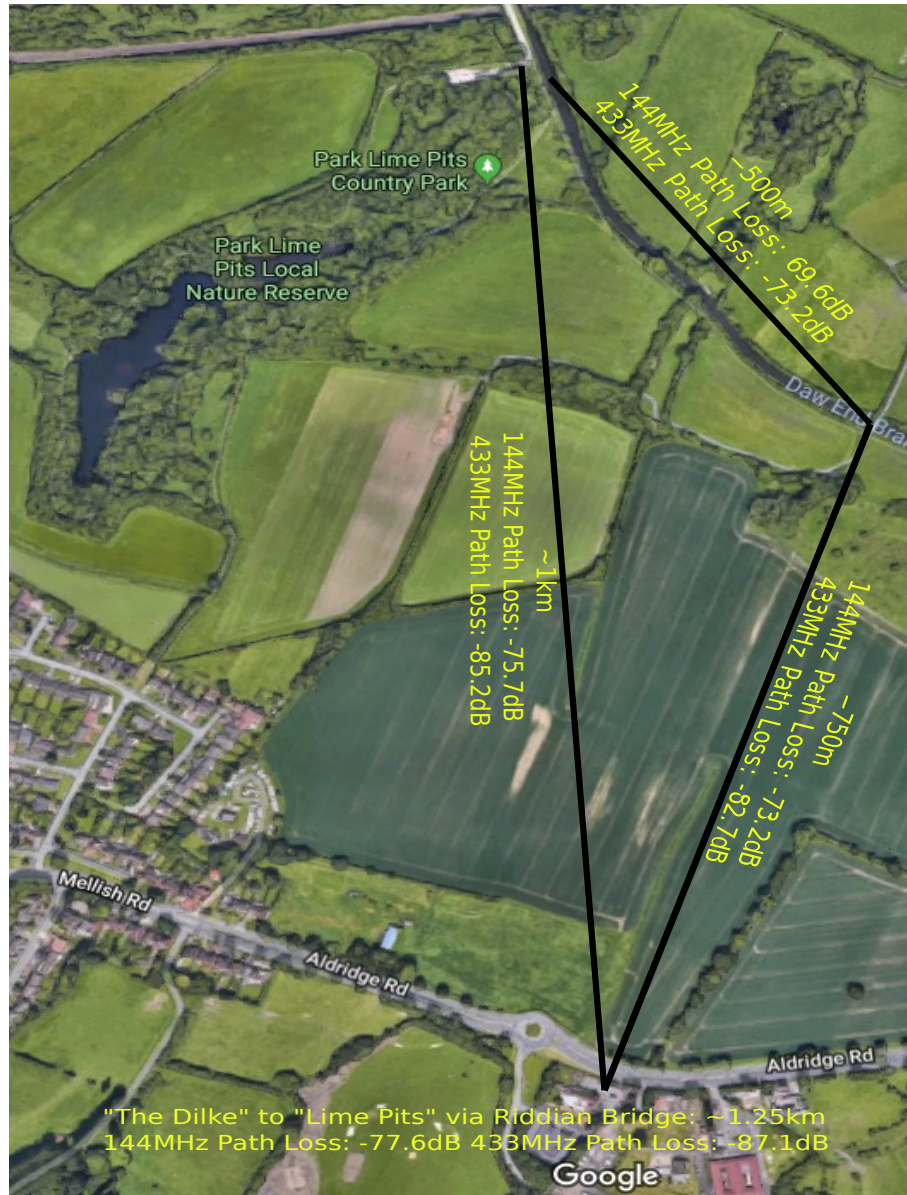 Park Lime Pits
Country Park
Park Lime
Pits Local
Nature Reserve
~500m
144MHz Path Loss: 69.6dB
433MHz Path Loss: -73.2dB
Daw End Bra
~1km
144MHz Path Loss: -75.7dB
433MHz Path Loss: -85.2dB
~750m
144MHz Path Loss: -73.2dB
433MHz Path Loss: -82.7dB
Mellish Rd
Aldridge Rd
Aldridge Rd
"The Dilke" to "Lime Pits" via Riddian Bridge: ~1.25km
144MHz Path Loss: -77.6dB 433MHz Path Loss: -87.1dB
Google